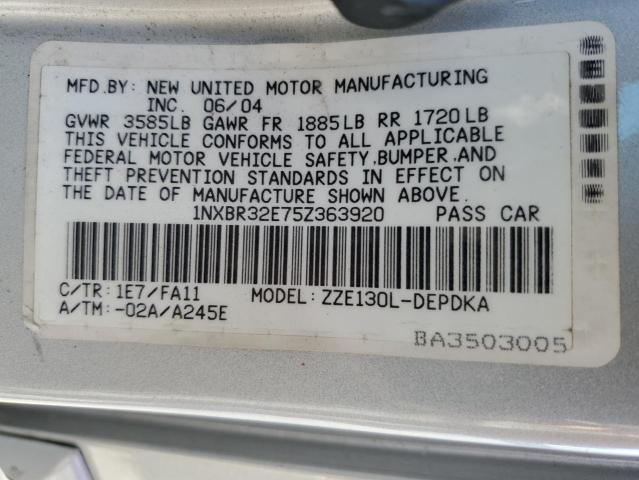 MFD.BY: NEW UNITED MOTOR MANUFACTURING
INC. 06/04
GVWR 3585LB GAWR FR 1885LB RR 1720LB
THIS VEHICLE CONFORMS TO ALL APPLICABLE
FEDERAL MOTOR VEHICLE SAFETY,BUMPER,AND
THEFT PREVENTION STANDARDS IN EFFECT ON
THE DATE OF MANUFACTURE SHOWN ABOVE.
1NXBR32E75Z363920 PASS CAR
C/TR:1E7/FA11 MODEL:ZZE130L-DEPDKA
A/TM:-02A/A245E
BA3503005